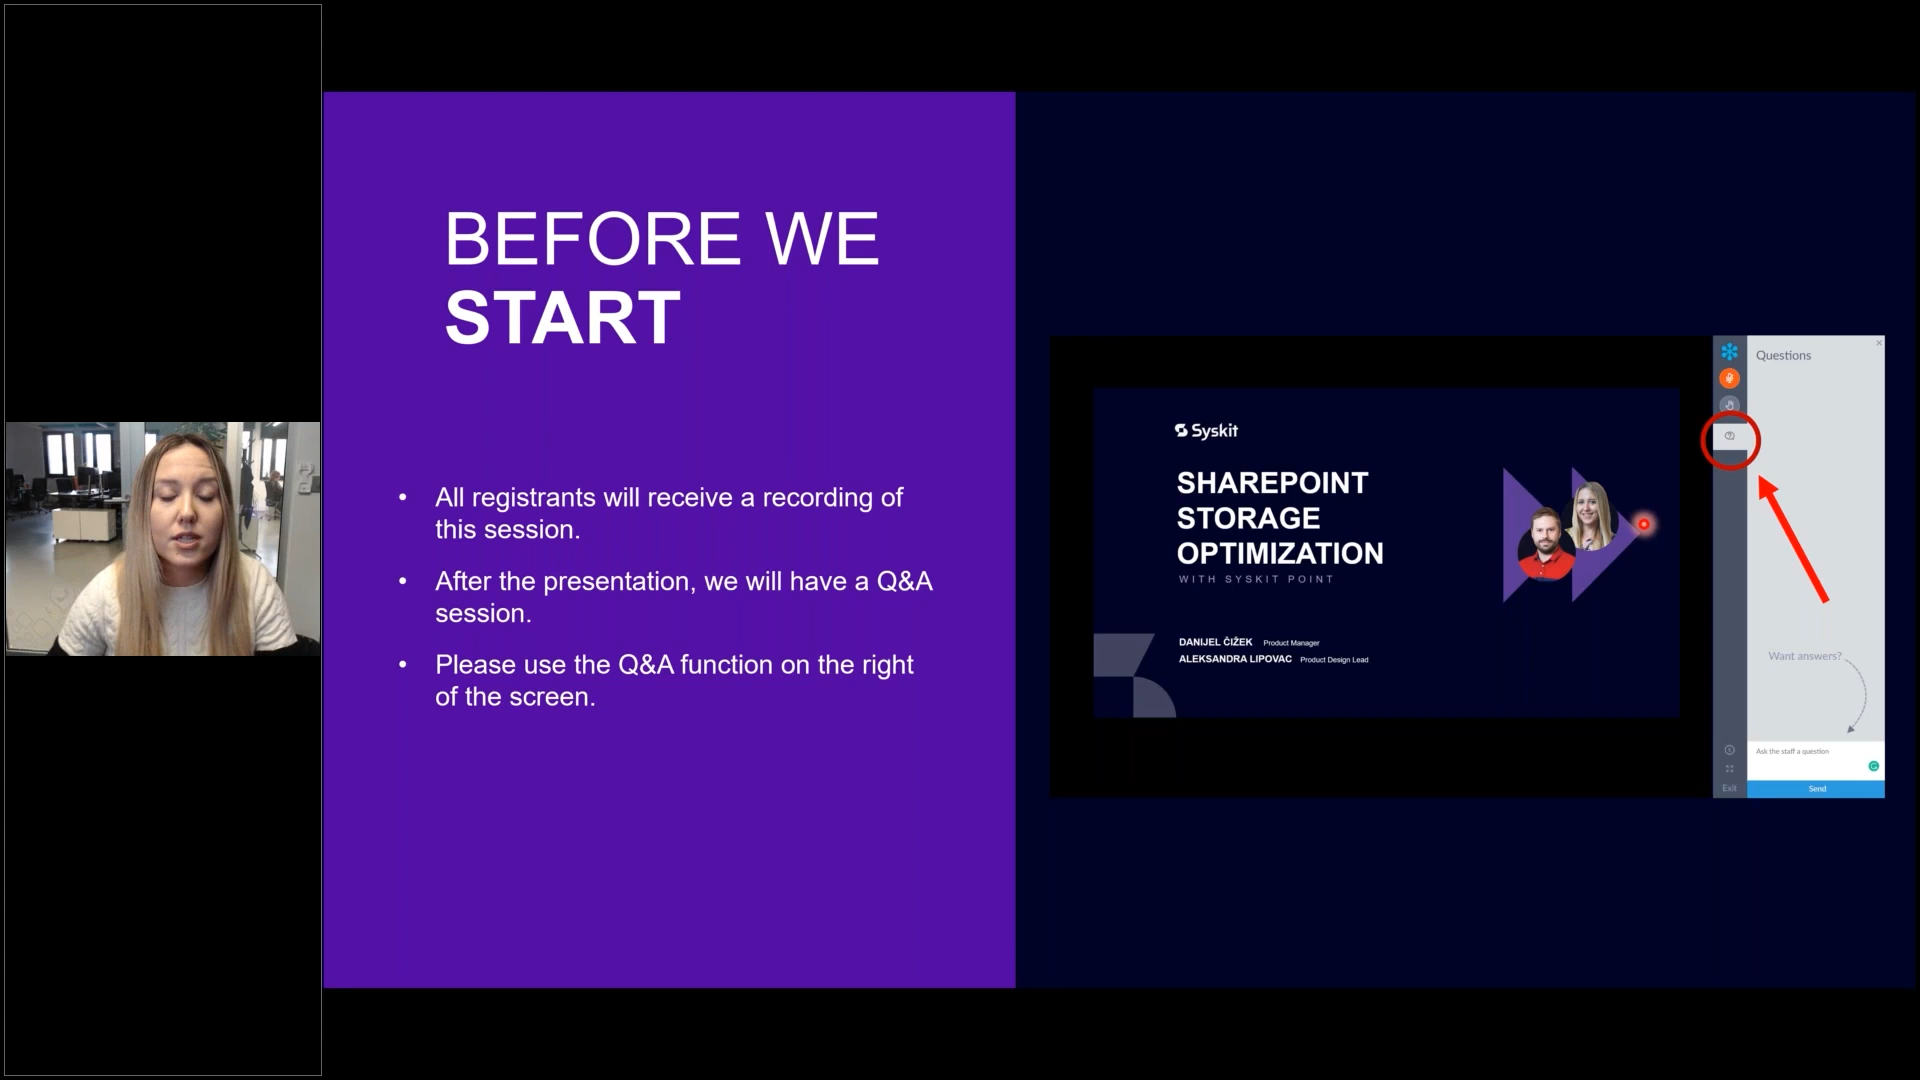 BEFORE WE
START
• All registrants will receive a recording of
this session.
• After the presentation, we will have a Q&A
session.
• Please use the Q&A function on the right
of the screen.
Syskit
SHAREPOINT
STORAGE
OPTIMIZATION
WITH SYSKIT POINT
DANIJEL ČIŽEK Product Manager
ALEKSANDRA LIPOVAC Product Design Lead
Questions
Want answers?
Ask the staff a question
Exit
Send